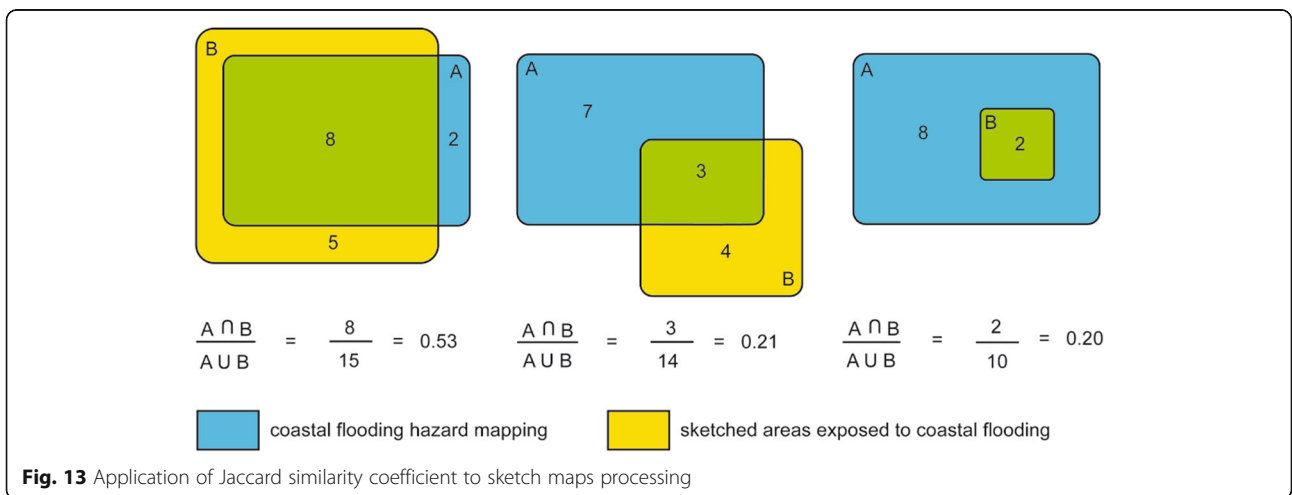 B
A
8
2
5
A
7
3
4
B
A
8
B
2
A ∩ B
A U B
=
8
15
= 0.53
A ∩ B
A U B
=
3
14
= 0.21
A ∩ B
A U B
=
2
10
= 0.20
coastal flooding hazard mapping
sketched areas exposed to coastal flooding
Fig. 13 Application of Jaccard similarity coefficient to sketch maps processing